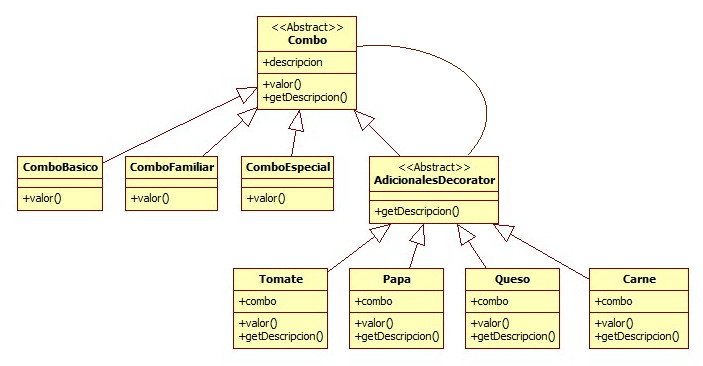 <<Abstract>>
Combo
+descripcion
+valor()
+getDescripcion()
ComboBasico
+valor()
ComboFamiliar
+valor()
ComboEspecial
+valor()
<<Abstract>>
AdicionalesDecorator
+getDescripcion()
Tomate
+combo
+valor()
+getDescripcion()
Papa
+combo
+valor()
+getDescripcion()
Queso
+combo
+valor()
+getDescripcion()
Carne
+combo
+valor()
+getDescripcion()